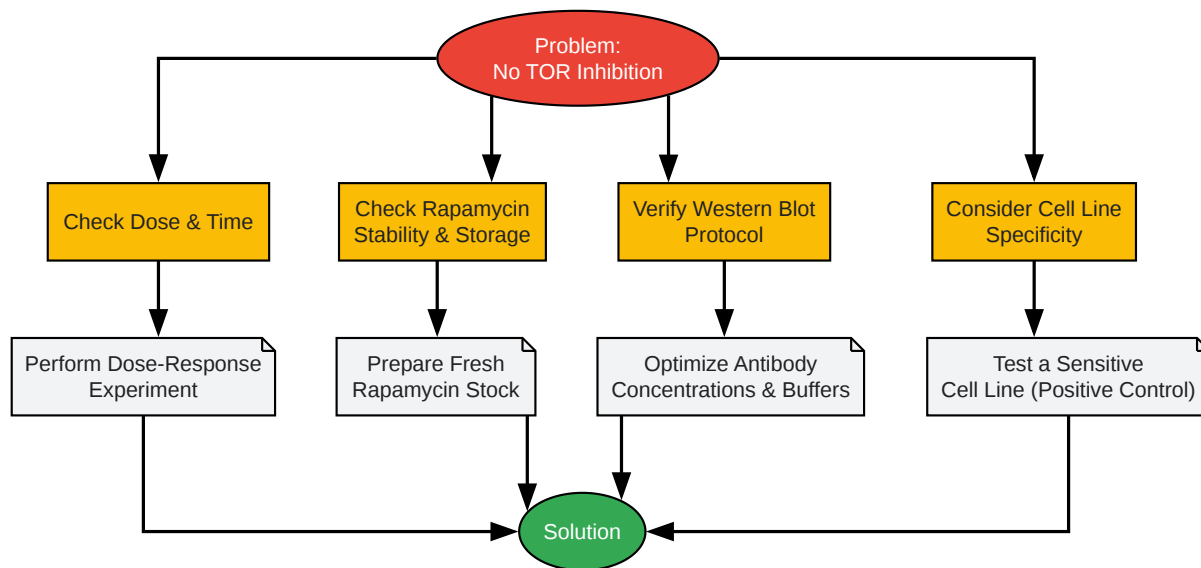 Problem:
No TOR Inhibition
Check Dose & Time
Check Rapamycin
Stability & Storage
Verify Western Blot
Protocol
Consider Cell Line
Specificity
Perform Dose-Response
Experiment
Prepare Fresh
Rapamycin Stock
Optimize Antibody
Concentrations & Buffers
Test a Sensitive
Cell Line (Positive Control)
Solution